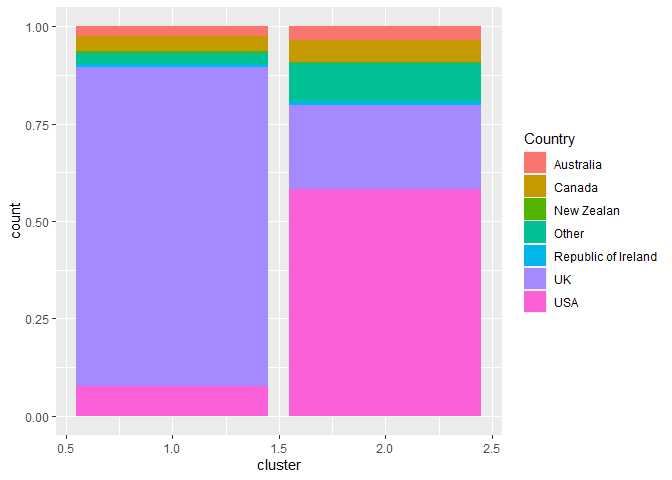 1.00
0.75
0.50
0.25
0.00
count
0.5
1.0
1.5
2.0
2.5
cluster
Country
Australia
Canada
New Zealan
Other
Republic of Ireland
UK
USA